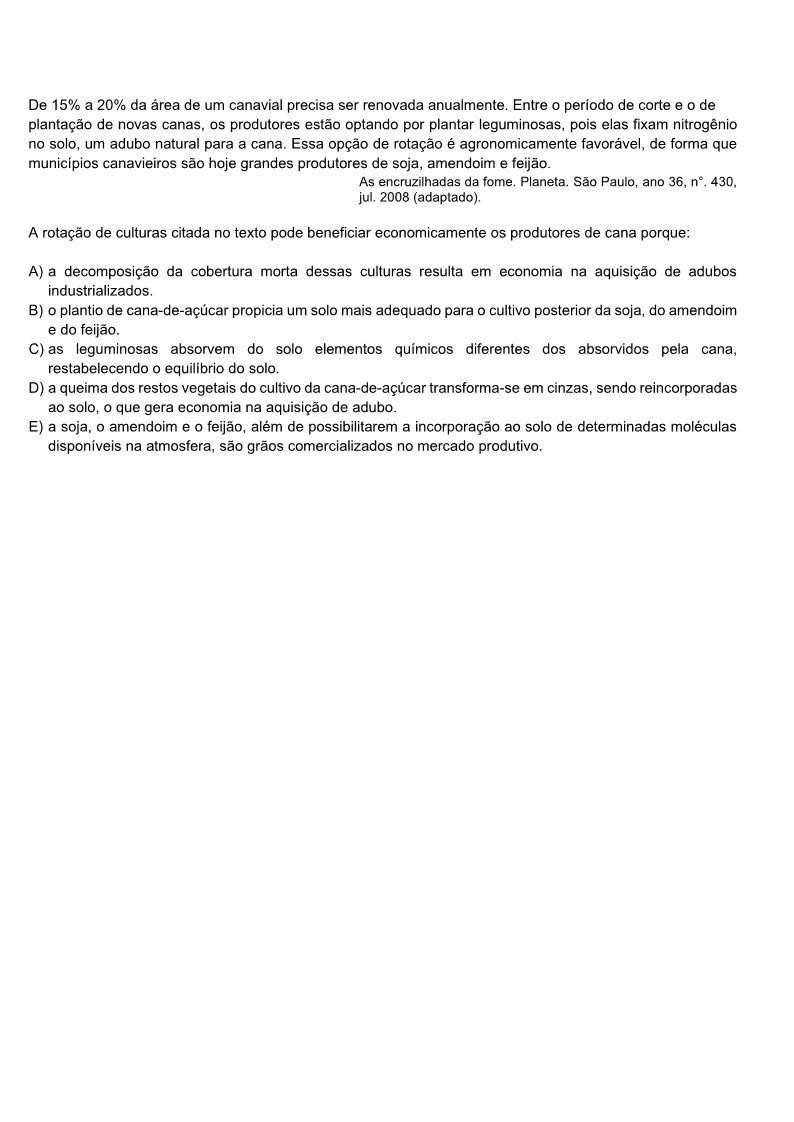 De 15% a 20% da área de um canavial precisa ser renovada anualmente. Entre o período de corte e o de
plantação de novas canas, os produtores estão optando por plantar leguminosas, pois elas fixam nitrogênio
no solo, um adubo natural para a cana. Essa opção de rotação é agronomicamente favorável, de forma que
municípios canavieiros são hoje grandes produtores de soja, amendoim e feijão.
As encruzilhadas da fome. Planeta. São Paulo, ano 36, n°. 430,
jul. 2008 (adaptado).
A rotação de culturas citada no texto pode beneficiar economicamente os produtores de cana porque:
A) a decomposição da cobertura morta dessas culturas resulta em economia na aquisição de adubos
industrializados.
B) o plantio de cana-de-açúcar propicia um solo mais adequado para o cultivo posterior da soja, do amendoim
e do feijão.
C) as leguminosas absorvem do solo elementos químicos diferentes dos absorvidos pela cana,
restabelecendo o equilíbrio do solo.
D) a queima dos restos vegetais do cultivo da cana-de-açúcar transforma-se em cinzas, sendo reincorporadas
ao solo, o que gera economia na aquisição de adubo.
E) a soja, o amendoim e o feijão, além de possibilitarem a incorporação ao solo de determinadas moléculas
disponíveis na atmosfera, são grãos comercializados no mercado produtivo.